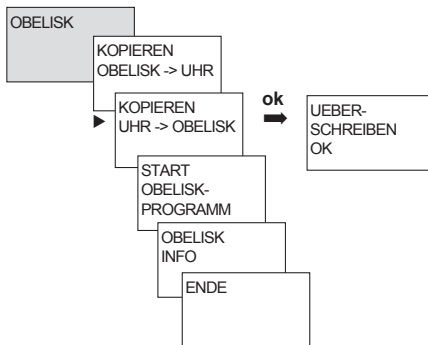 OBELISK
KOPIEREN
OBELISK -> UHR
KOPIEREN
UHR -> OBELISK
ok
UEBER-
SCHREIBEN
OK
START
OBELISK-
PROGRAMM
OBELISK
INFO
ENDE